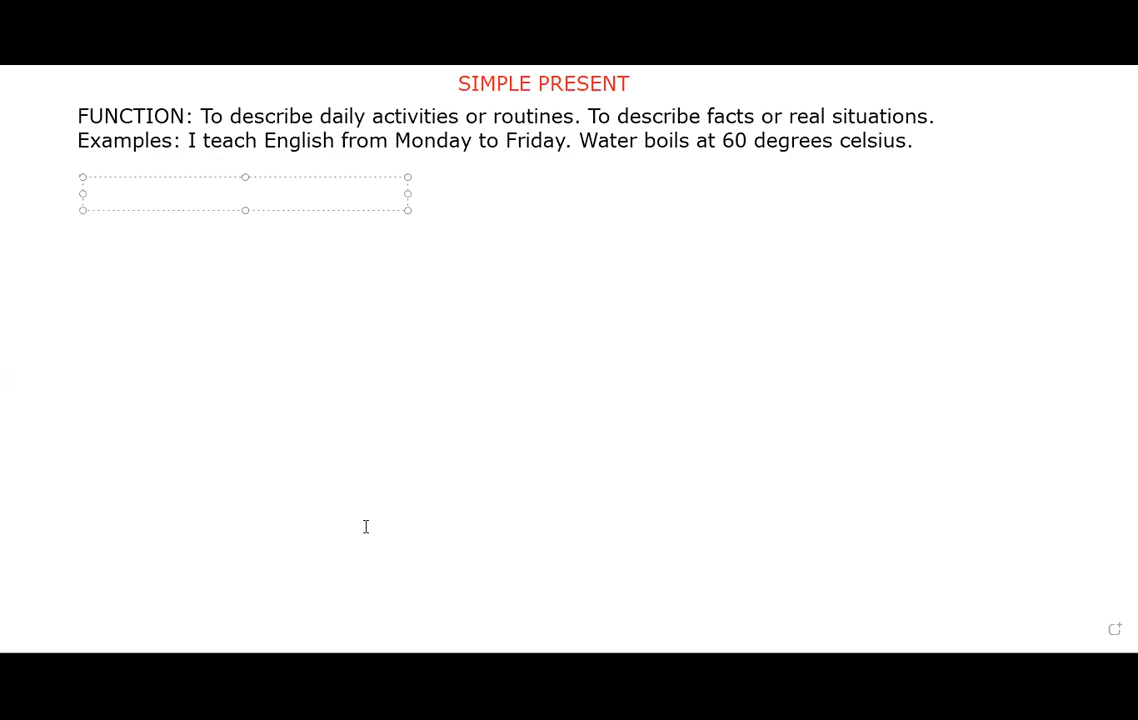 SIMPLE PRESENT
FUNCTION: To describe daily activities or routines. To describe facts or real situations.
Examples: I teach English from Monday to Friday. Water boils at 60 degrees celsius.